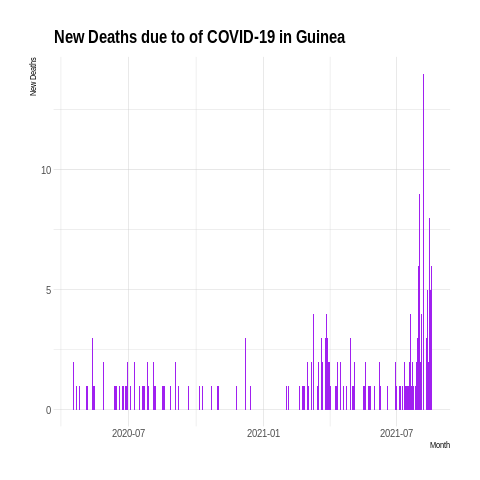 New Deaths due to of COVID-19 in Guinea
New Deaths
10
5
0
2020-07
2021-01
2021-07
Month